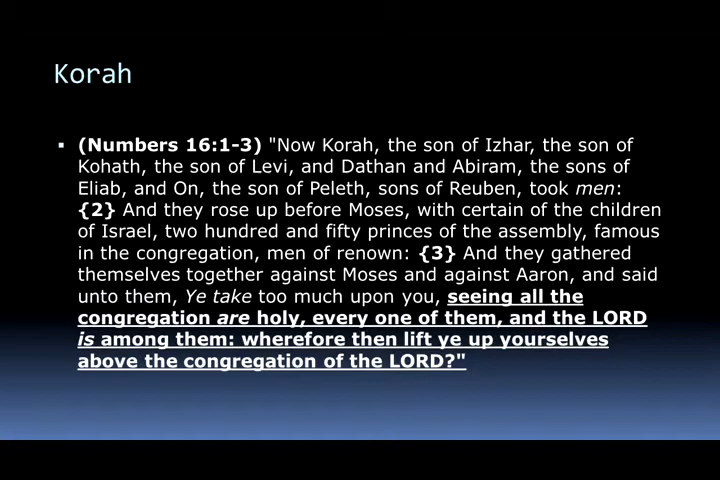 Korah
▪ (Numbers 16:1-3) "Now Korah, the son of Izhar, the son of
Kohath, the son of Levi, and Dathan and Abiram, the sons of
Eliab, and On, the son of Peleth, sons of Reuben, took men:
{2} And they rose up before Moses, with certain of the children
of Israel, two hundred and fifty princes of the assembly, famous
in the congregation, men of renown: {3} And they gathered
themselves together against Moses and against Aaron, and said
unto them, Ye take too much upon you, seeing all the
congregation are holy, every one of them, and the LORD
is among them: wherefore then lift ye up yourselves
above the congregation of the LORD?"